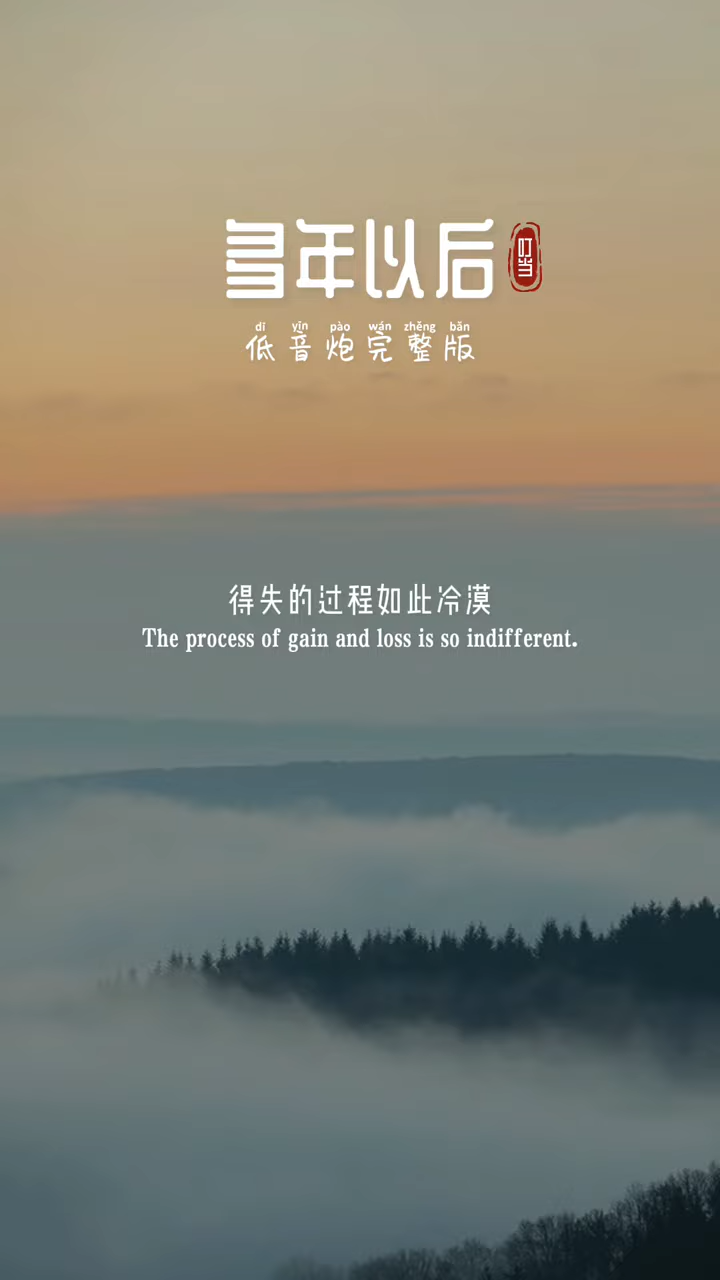 多年以后
叮当
dī yīn pào wán zhěng bǎn
低音炮完整版
得失的过程如此冷漠
The process of gain and loss is so indifferent.